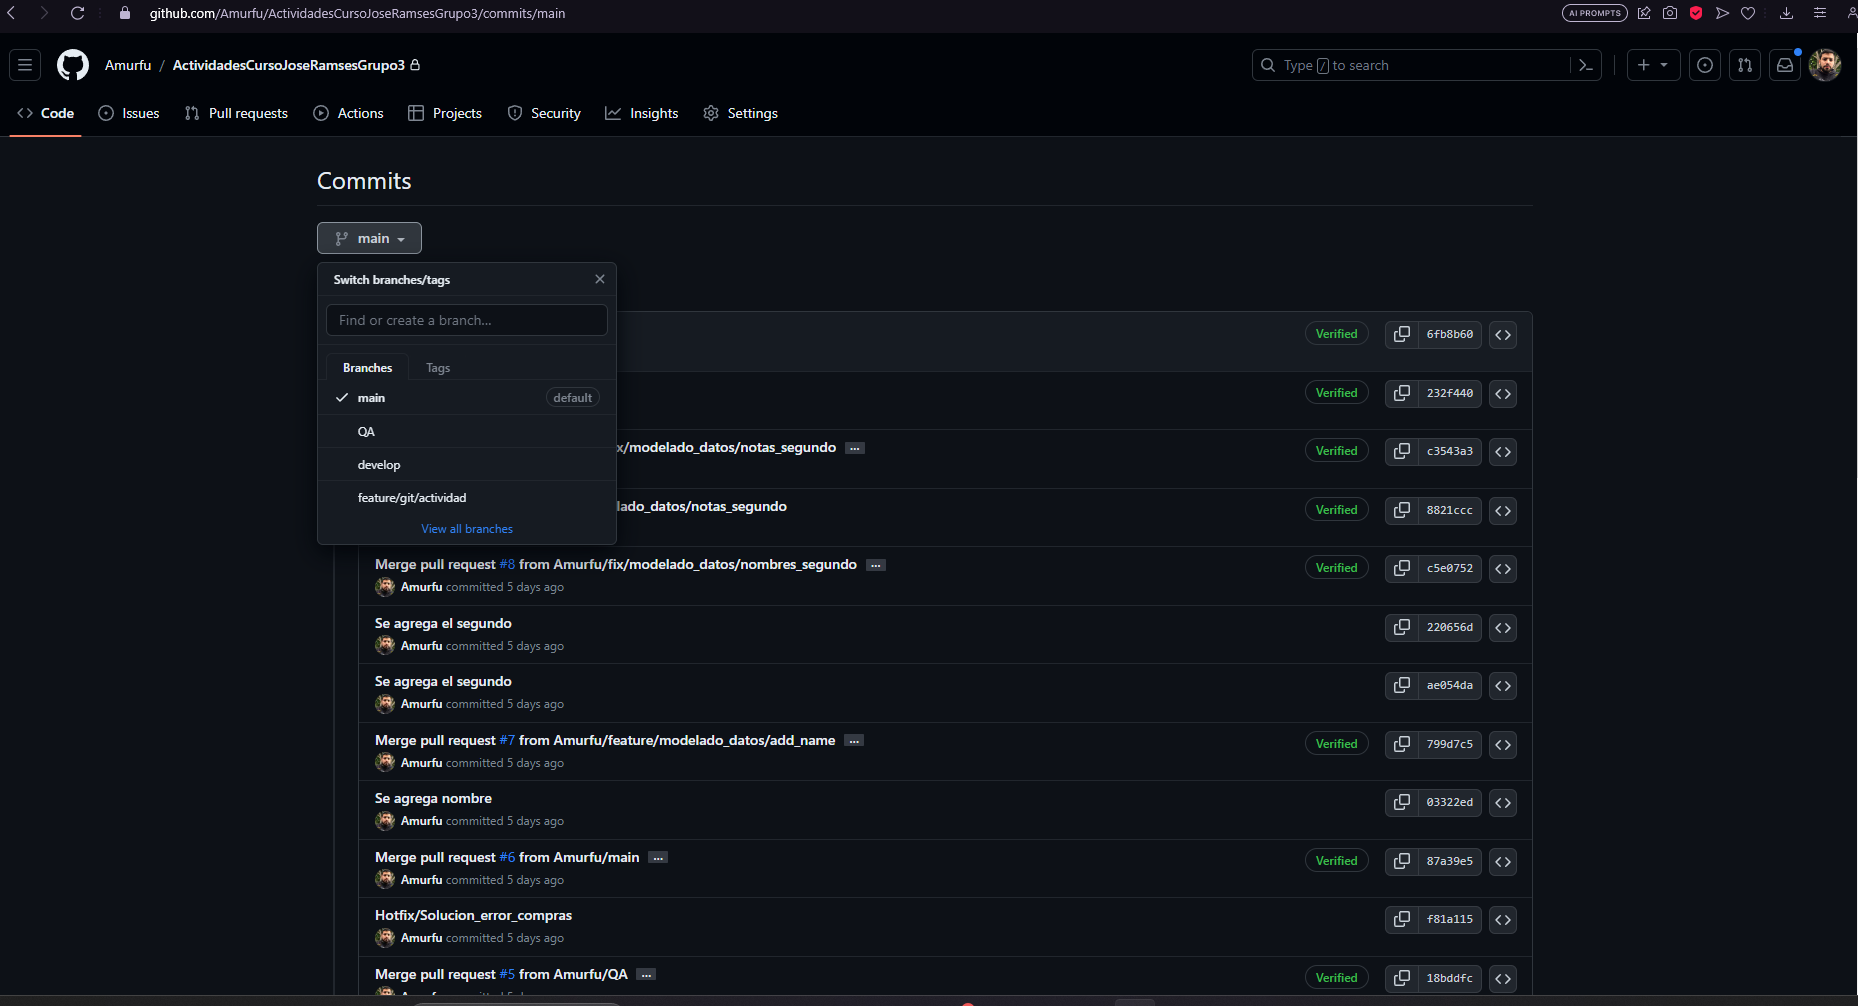 github.com/Amurfu/ActividadesCursoJoseRamsesGrupo3/commits/main
AI PROMPTS
Amurfu / ActividadesCursoJoseRamsesGrupo3
Type / to search
Code Issues Pull requests Actions Projects Security Insights Settings
Commits
main
Switch branches/tags
Find or create a branch...
Branches Tags
main default
QA
develop
feature/git/actividad
View all branches
Verified 6fb8b60
Verified 232f440
x/modelado_datos/notas_segundo ... Verified c3543a3
lado_datos/notas_segundo Verified 8821ccc
Merge pull request #8 from Amurfu/fix/modelado_datos/nombres_segundo ... Verified c5e0752
Amurfu committed 5 days ago
Se agrega el segundo 220656d
Amurfu committed 5 days ago
Se agrega el segundo ae054da
Amurfu committed 5 days ago
Merge pull request #7 from Amurfu/feature/modelado_datos/add_name ... Verified 799d7c5
Amurfu committed 5 days ago
Se agrega nombre 03322ed
Amurfu committed 5 days ago
Merge pull request #6 from Amurfu/main ... Verified 87a39e5
Amurfu committed 5 days ago
Hotfix/Solucion_error_compras f81a115
Amurfu committed 5 days ago
Merge pull request #5 from Amurfu/QA ... Verified 18bddfc